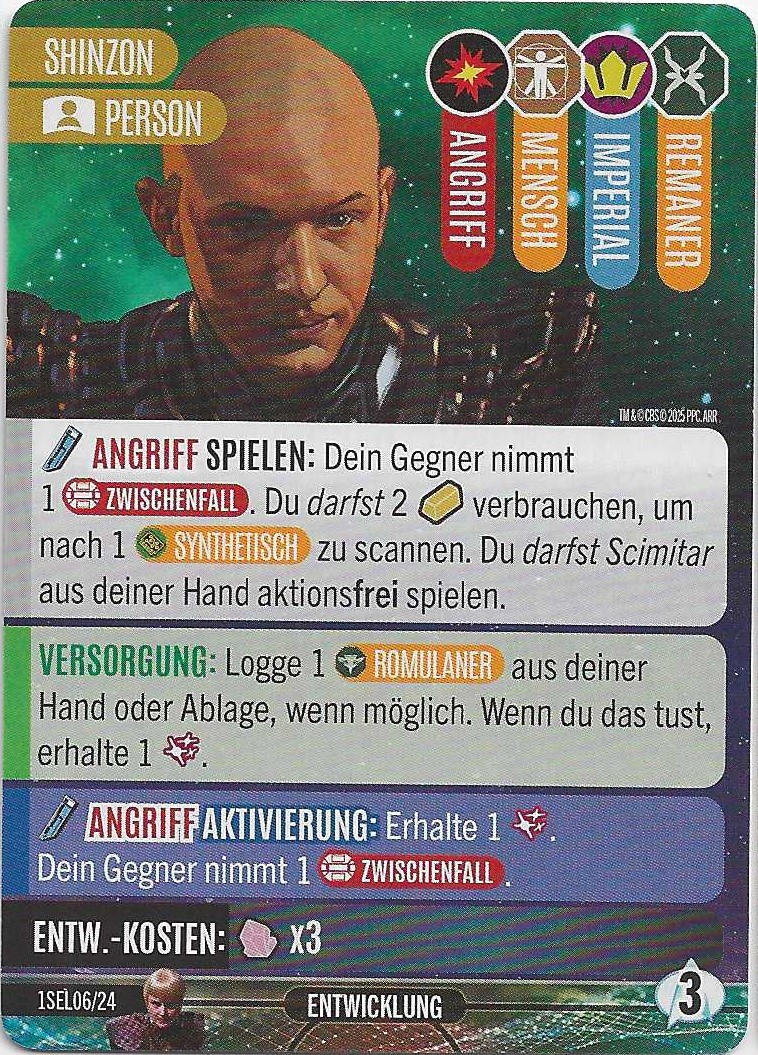 SHINZON
PERSON
ANGRIFF
MENSCH
IMPERIAL
REMANER
TM & © CBS © 2025 PPC. ARR
ANGRIFF SPIELEN: Dein Gegner nimmt
1 ZWISCHENFALL. Du darfst 2 verbrauchen, um
nach 1 SYNTHETISCH zu scannen. Du darfst Scimitar
aus deiner Hand aktionsfrei spielen.
VERSORGUNG: Logge 1 ROMULANER aus deiner
Hand oder Ablage, wenn möglich. Wenn du das tust,
erhalte 1 .
ANGRIFF AKTIVIERUNG: Erhalte 1 .
Dein Gegner nimmt 1 ZWISCHENFALL.
ENTW.-KOSTEN: X3
1SEL06/24
ENTWICKLUNG
3